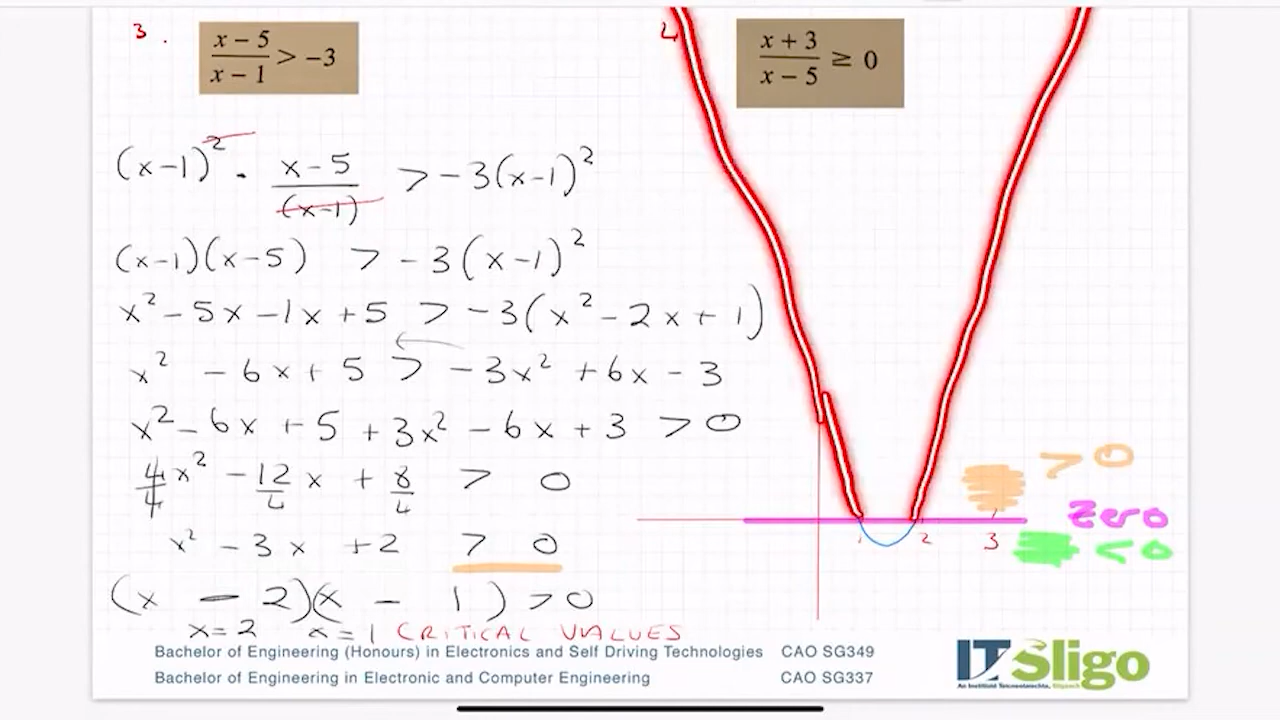 3.
x – 5 / x – 1 > –3
(x-1)² . x-5 / (x-1) > -3(x-1)²
(x-1)(x-5) > -3(x-1)²
x² - 5x - 1x + 5 > -3(x² - 2x + 1)
x² - 6x + 5 > -3x² + 6x - 3
x² - 6x + 5 + 3x² - 6x + 3 > 0
4/4 x² - 12/4 x + 8/4 > 0
x² - 3x + 2 > 0
(x - 2)(x - 1) > 0
x = 2 x = 1 CRITICAL VALUES
x + 3 / x – 5 ≥ 0
> 0
Zero
1 2 3
< 0
Bachelor of Engineering (Honours) in Electronics and Self Driving Technologies CAO SG349
Bachelor of Engineering in Electronic and Computer Engineering CAO SG337
IT Sligo
An Institiúid Teicneolaíochta, Sligeach